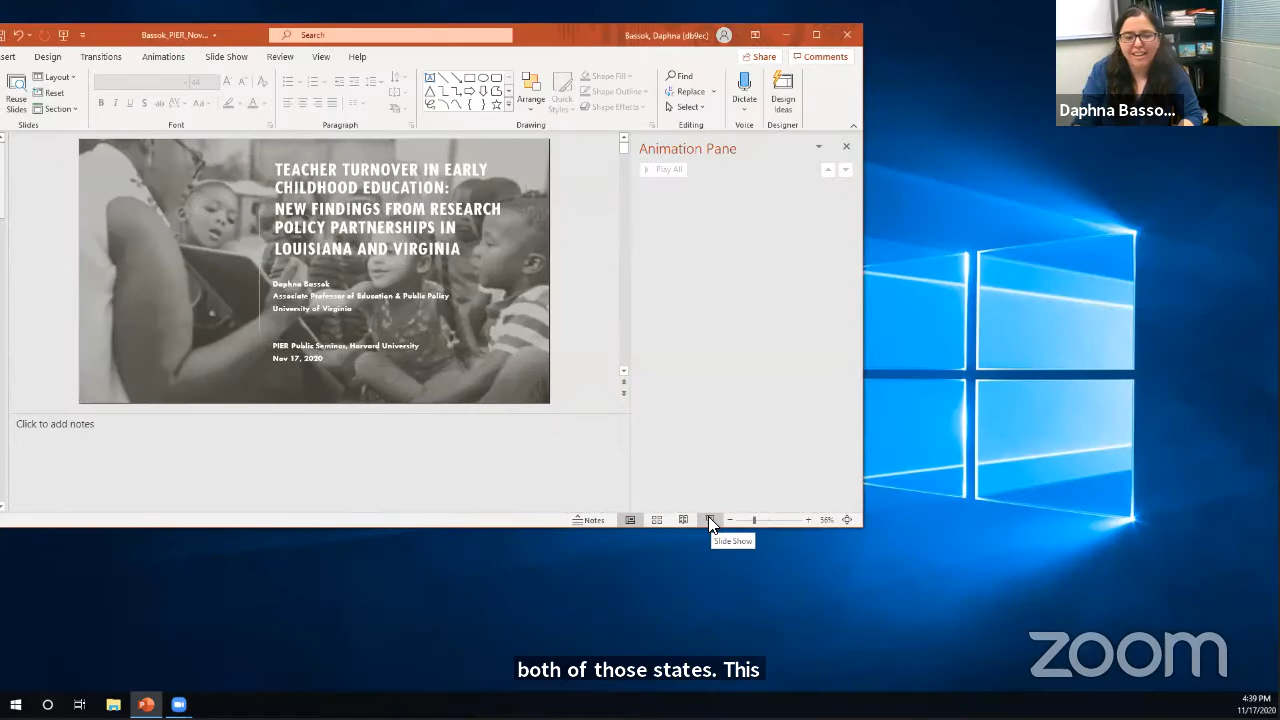 Bassok_PIER_Nov...
Search
Bassok, Daphna (db9ec)
sert
Design
Transitions
Animations
Slide Show
Review
View
Help
Share
Comments
Reuse
Slides
Layout
Reset
Section
Slides
44
B
I
U
S
ab
Aa
Font
Paragraph
Arrange
Quick
Styles
Shape Fill
Shape Outline
Shape Effects
Drawing
Find
Replace
Select
Editing
Dictate
Voice
Design
Ideas
Designer
TEACHER TURNOVER IN EARLY
CHILDHOOD EDUCATION:
NEW FINDINGS FROM RESEARCH
POLICY PARTNERSHIPS IN
LOUISIANA AND VIRGINIA
Daphna Bassok
Associate Professor of Education & Public Policy
University of Virginia
PIER Public Seminar, Harvard University
Nov 17, 2020
Animation Pane
Play All
Click to add notes
Notes
56%
Slide Show
Daphna Basso...
both of those states. This
zoom
4:39 PM
11/17/2020